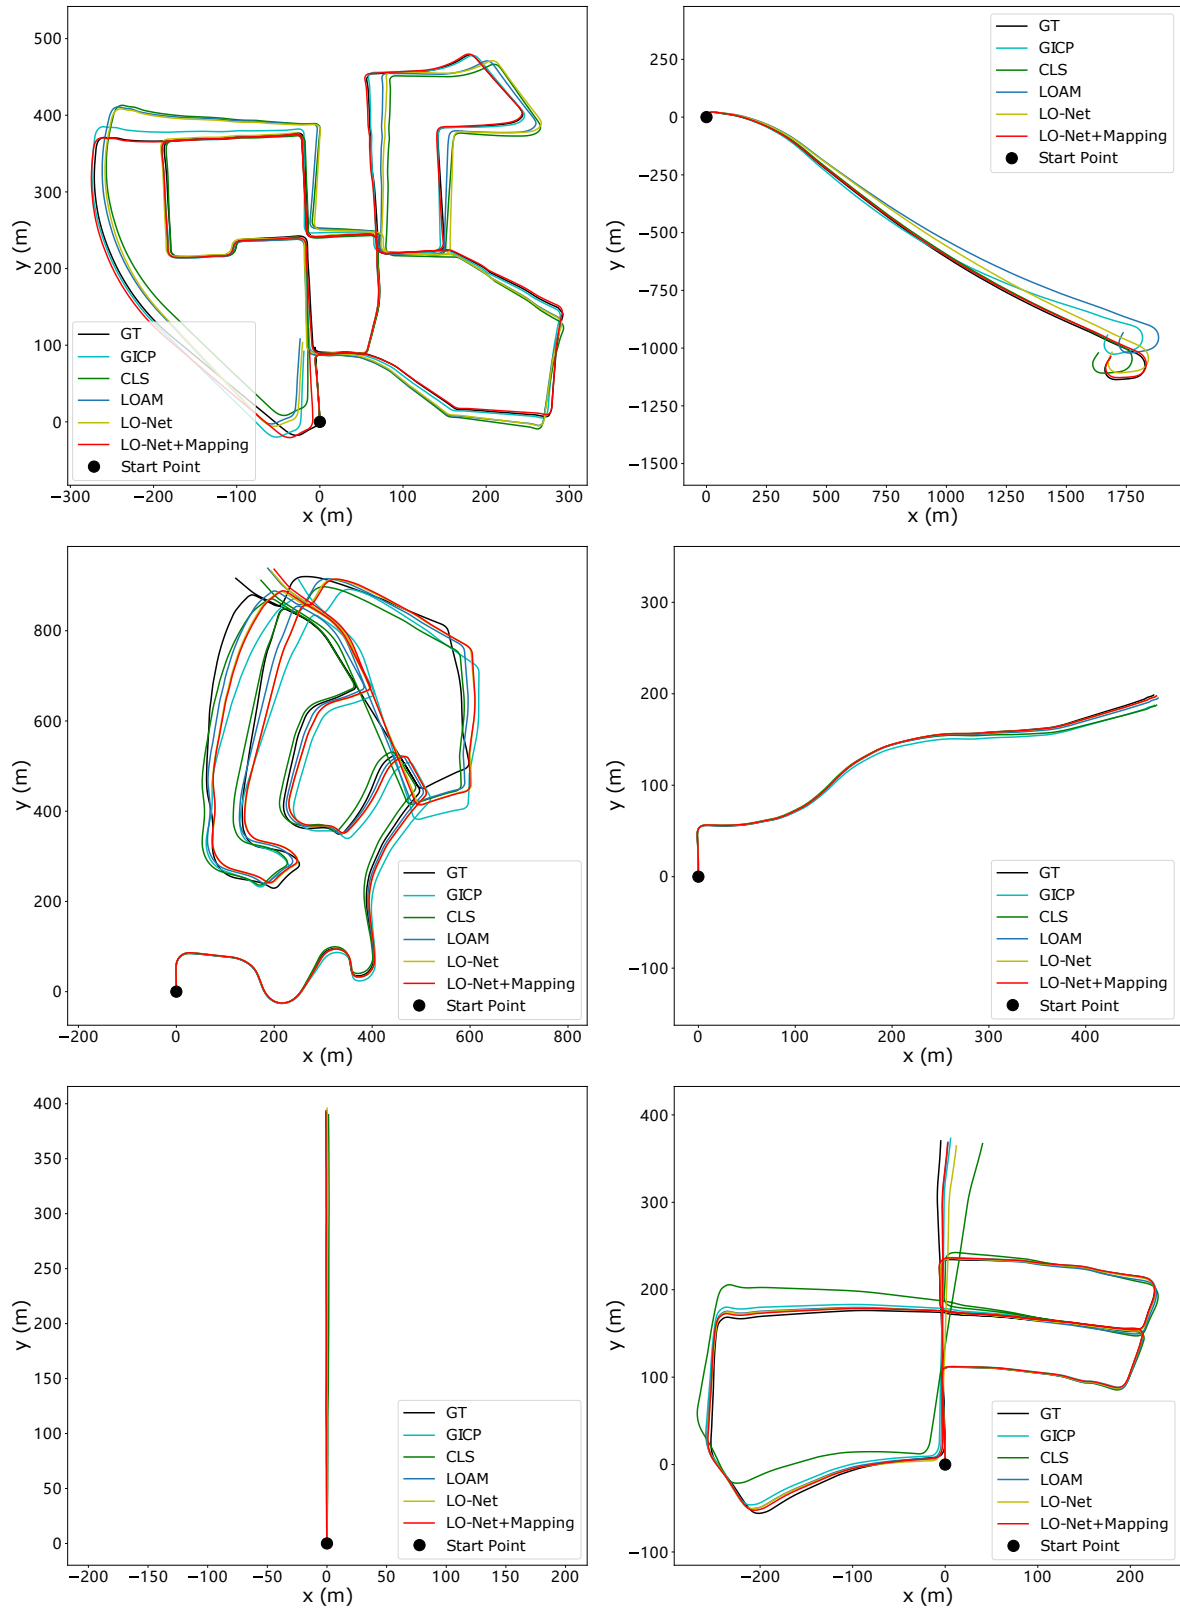 500
400
300
200
100
0
y (m)
GT
GICP
CLS
LOAM
LO-Net
LO-Net+Mapping
Start Point
−300 −200 −100 0 100 200 300
x (m)
250
0
−250
−500
−750
−1000
−1250
−1500
y (m)
GT
GICP
CLS
LOAM
LO-Net
LO-Net+Mapping
Start Point
0 250 500 750 1000 1250 1500 1750
x (m)
800
600
400
200
0
y (m)
GT
GICP
CLS
LOAM
LO-Net
LO-Net+Mapping
Start Point
−200 0 200 400 600 800
x (m)
300
200
100
0
−100
y (m)
GT
GICP
CLS
LOAM
LO-Net
LO-Net+Mapping
Start Point
0 100 200 300 400
x (m)
400
350
300
250
200
150
100
50
0
y (m)
GT
GICP
CLS
LOAM
LO-Net
LO-Net+Mapping
Start Point
−200 −150 −100 −50 0 50 100 150 200
x (m)
400
300
200
100
0
−100
y (m)
GT
GICP
CLS
LOAM
LO-Net
LO-Net+Mapping
Start Point
−200 −100 0 100 200
x (m)